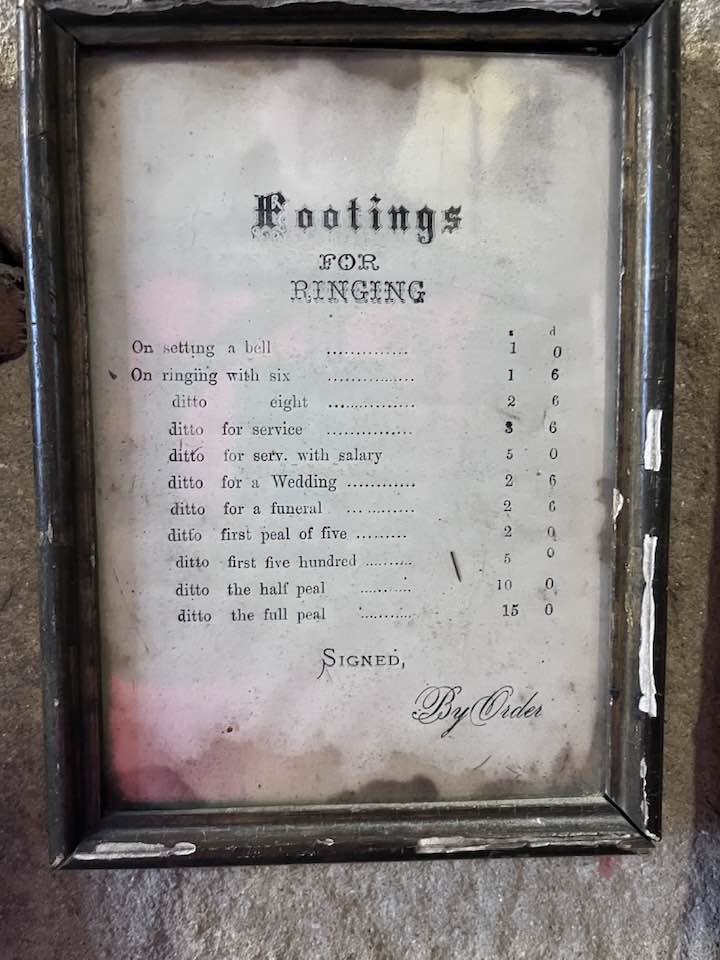 Footings
FOR
RINGING
s d
On setting a bell .............. 1 0
On ringing with six .............. 1 6
ditto eight .............. 2 6
ditto for service .............. 3 6
ditto for serv. with salary 5 0
ditto for a Wedding ............ 2 6
ditto for a funeral ... ......... 2 6
ditto first peal of five ......... 2 0
ditto first five hundred .......... 5 0
ditto the half peal ............ 10 0
ditto the full peal ............ 15 0
SIGNED,
By Order